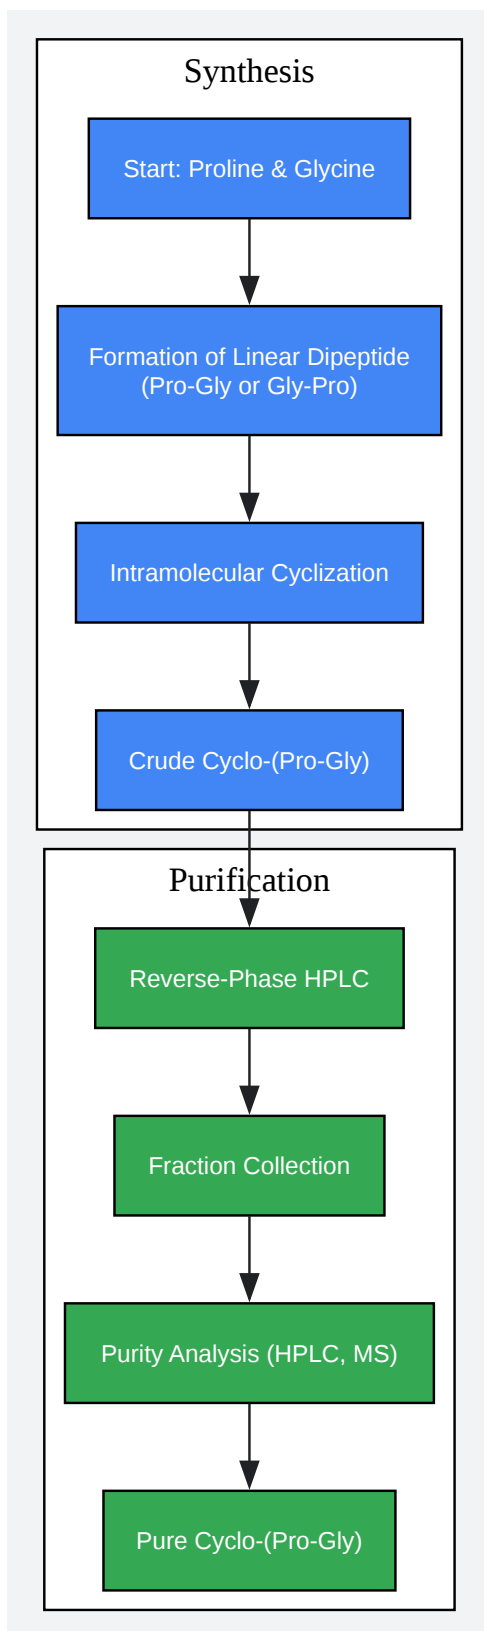 Synthesis
Start: Proline & Glycine
Formation of Linear Dipeptide
(Pro-Gly or Gly-Pro)
Intramolecular Cyclization
Crude Cyclo-(Pro-Gly)
Purification
Reverse-Phase HPLC
Fraction Collection
Purity Analysis (HPLC, MS)
Pure Cyclo-(Pro-Gly)